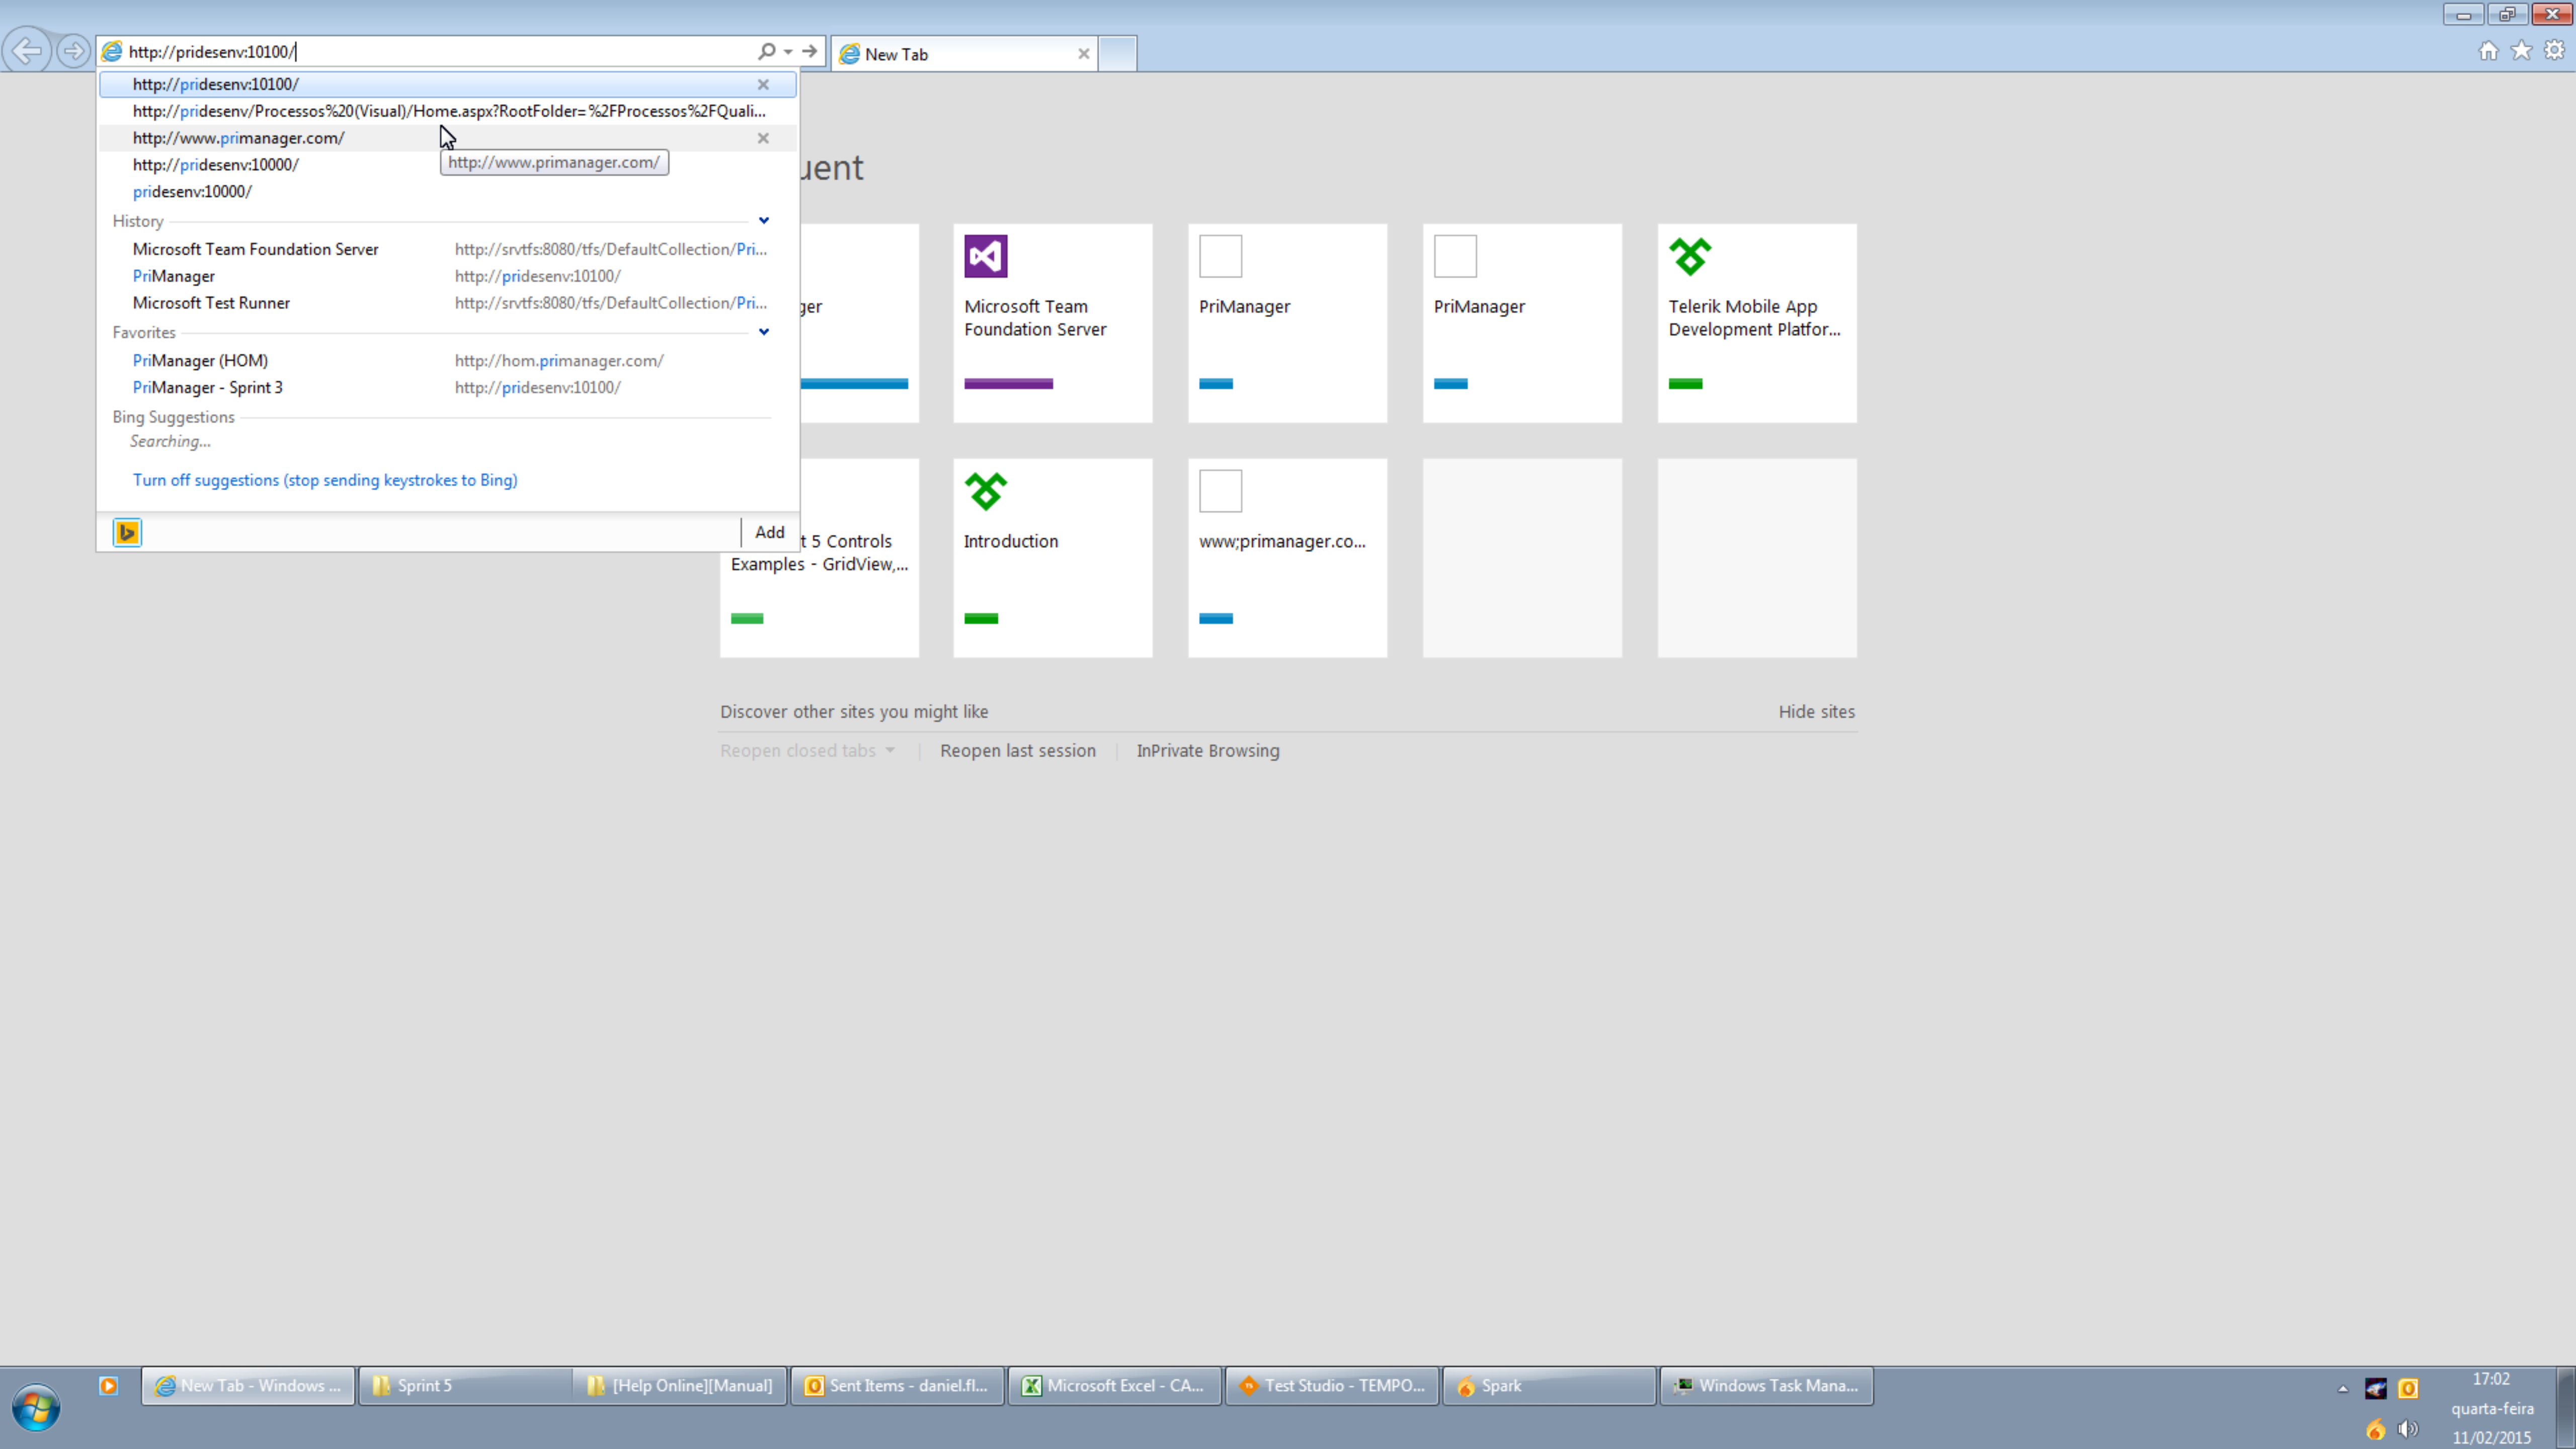 http://pridesenv:10100/
New Tab
http://pridesenv:10100/
http://pridesenv/Processos%20(Visual)/Home.aspx?RootFolder=%2FProcessos%2FQuali...
http://www.primanager.com/
http://www.primanager.com/
http://pridesenv:10000/
pridesenv:10000/
History
Microsoft Team Foundation Server http://srvtfs:8080/tfs/DefaultCollection/Pri...
PriManager http://pridesenv:10100/
Microsoft Test Runner http://srvtfs:8080/tfs/DefaultCollection/Pri...
Favorites
PriManager (HOM) http://hom.primanager.com/
PriManager - Sprint 3 http://pridesenv:10100/
Bing Suggestions
Searching...
Turn off suggestions (stop sending keystrokes to Bing)
Add
uent
ger
Microsoft Team
Foundation Server
PriManager
PriManager
Telerik Mobile App
Development Platfor...
t 5 Controls
Examples - GridView,...
Introduction
www;primanager.co...
Discover other sites you might like
Hide sites
Reopen closed tabs
Reopen last session
InPrivate Browsing
New Tab - Windows ...
Sprint 5
[Help Online][Manual]
Sent Items - daniel.fl...
Microsoft Excel - CA...
Test Studio - TEMPO...
Spark
Windows Task Mana...
17:02
quarta-feira
11/02/2015